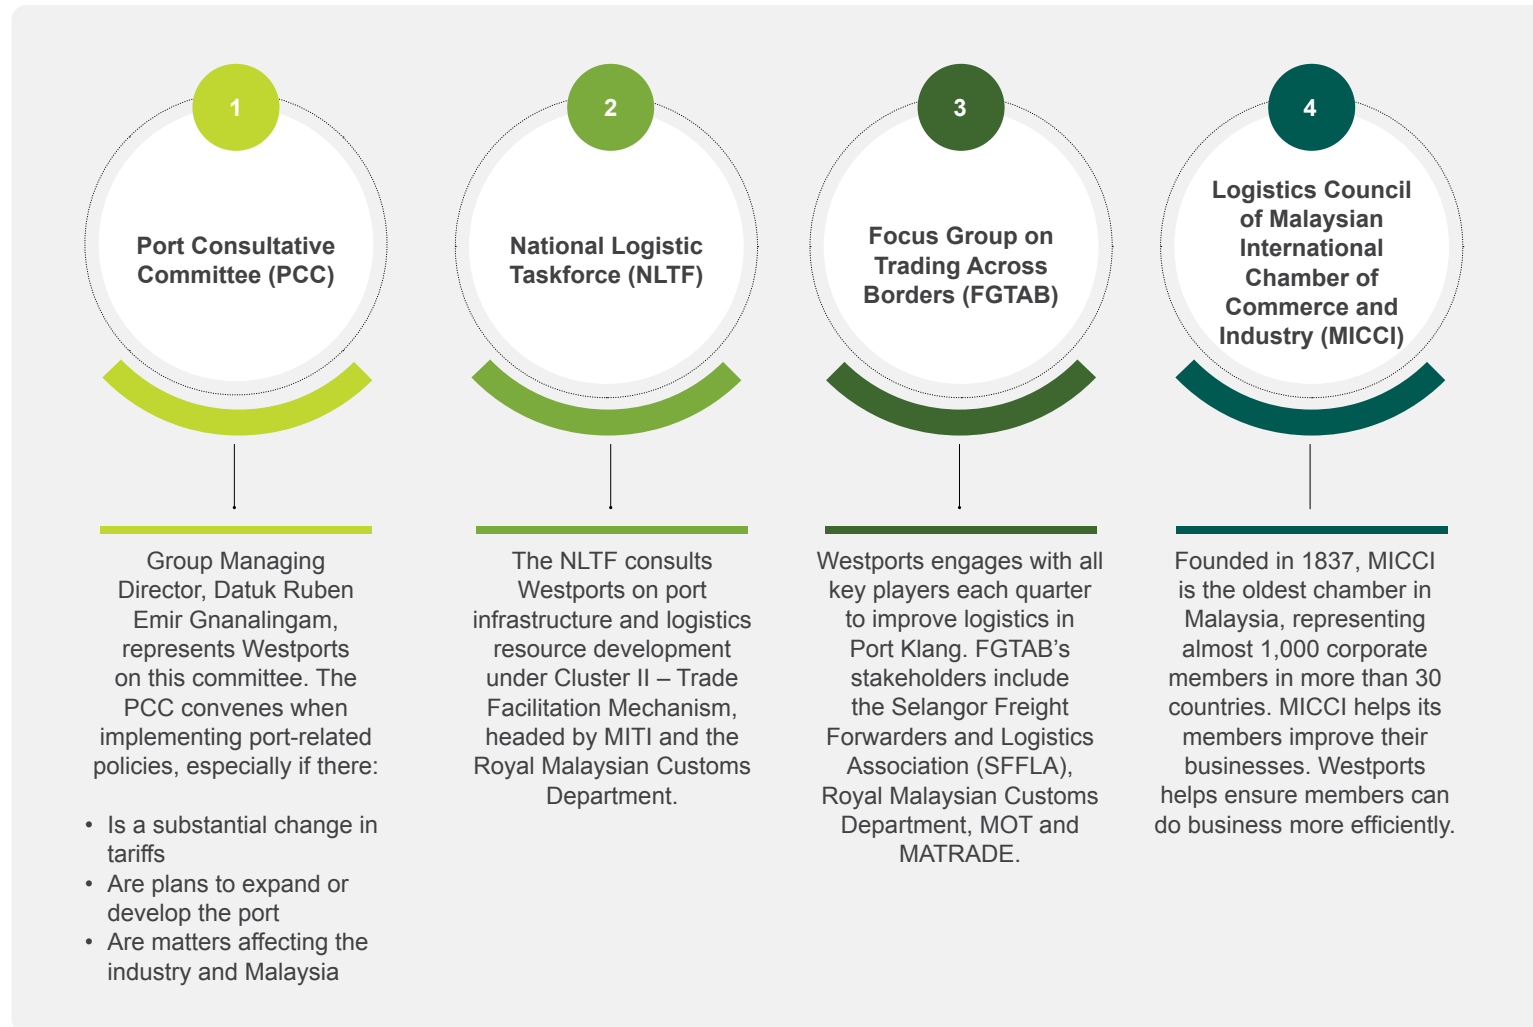 1
Port Consultative
Committee (PCC)
Group Managing
Director, Datuk Ruben
Emir Gnanalingam,
represents Westports
on this committee. The
PCC convenes when
implementing port-related
policies, especially if there:
• Is a substantial change in
tariffs
• Are plans to expand or
develop the port
• Are matters affecting the
industry and Malaysia
2
National Logistic
Taskforce (NLTF)
The NLTF consults
Westports on port
infrastructure and logistics
resource development
under Cluster II – Trade
Facilitation Mechanism,
headed by MITI and the
Royal Malaysian Customs
Department.
3
Focus Group on
Trading Across
Borders (FGTAB)
Westports engages with all
key players each quarter
to improve logistics in
Port Klang. FGTAB’s
stakeholders include
the Selangor Freight
Forwarders and Logistics
Association (SFFLA),
Royal Malaysian Customs
Department, MOT and
MATRADE.
4
Logistics Council
of Malaysian
International
Chamber of
Commerce and
Industry (MICCI)
Founded in 1837, MICCI
is the oldest chamber in
Malaysia, representing
almost 1,000 corporate
members in more than 30
countries. MICCI helps its
members improve their
businesses. Westports
helps ensure members can
do business more efficiently.